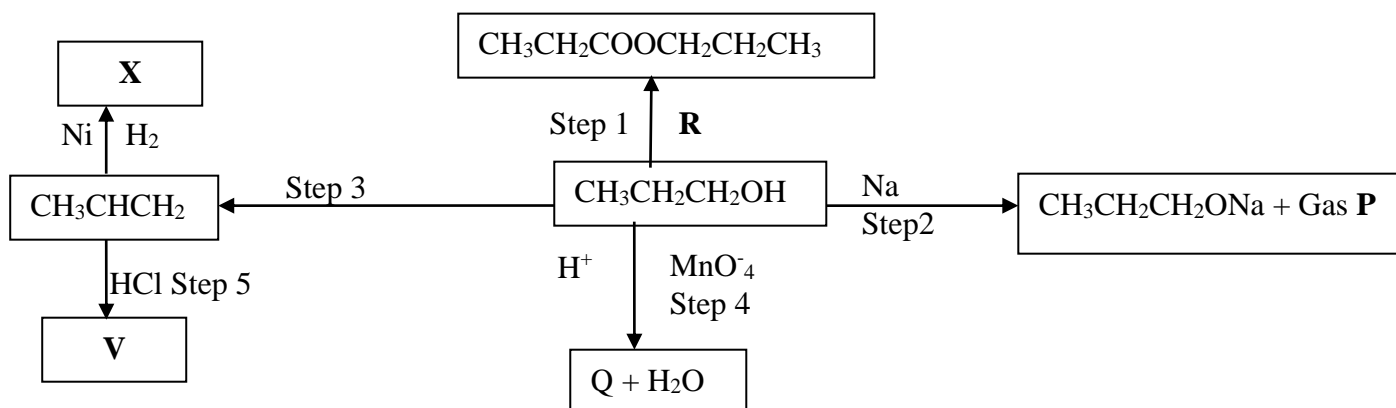 CH₃CH₂COOCH₂CH₂CH₃
X
Step 1 R
Ni H₂
Na
CH₃CHCH₂
Step 3
CH₃CH₂CH₂OH
CH₃CH₂CH₂ONa + Gas P
Step2
H⁺
MnO⁻₄
HCl Step 5
Step 4
V
Q + H₂O